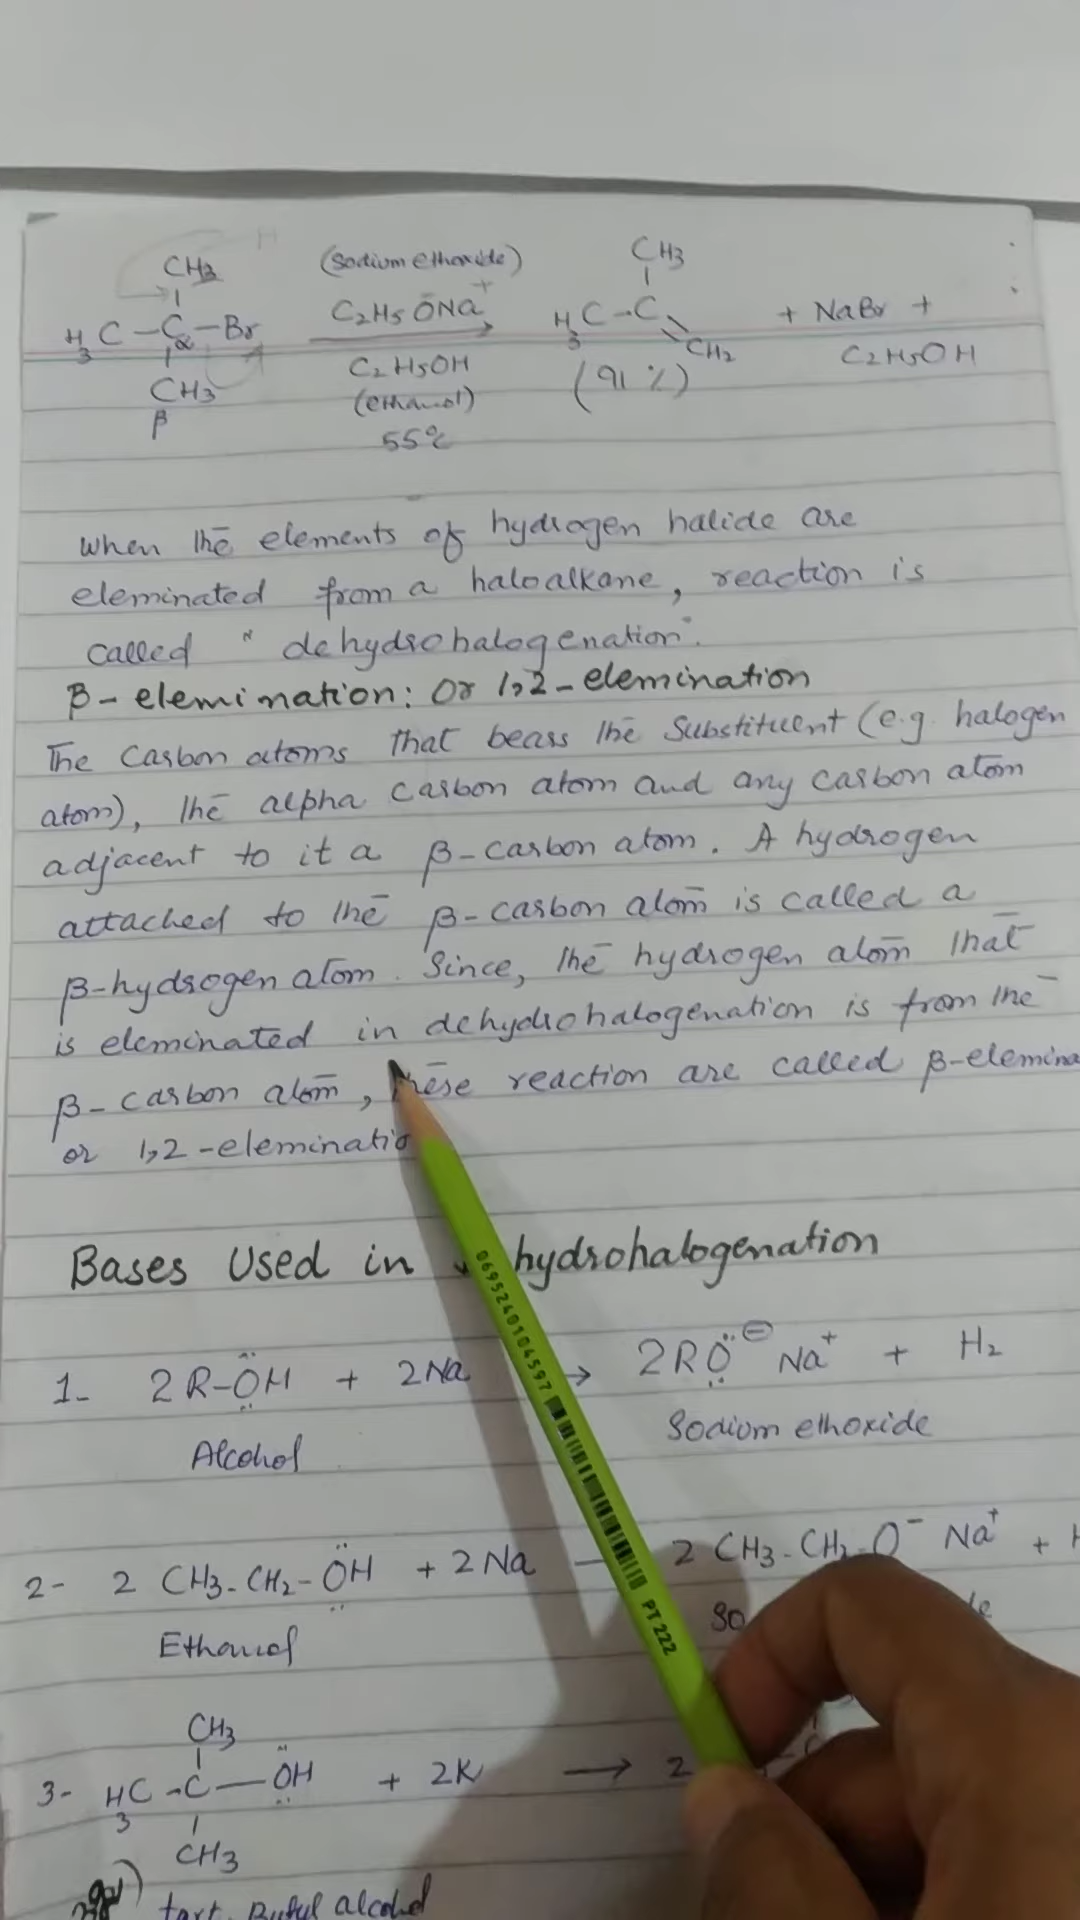 CH3
(Sodium ethoxide)
CH3
H3C - C - Br
α
C2H5ŌNa+
H3C - C
CH2
+ NaBr +
C2H5OH
CH3
β
C2H5OH
(ethanol)
55°C
(91%)
When the elements of hydrogen halide are
eleminated from a haloalkane, reaction is
called "dehydrohalogenation".
β- elemination: Or 1,2-elemination
The Carbon atoms that bears the Substituent (e.g. halogen
atom), the alpha carbon atom and any carbon atom
adjacent to it a β-carbon atom. A hydrogen
attached to the β-carbon atom is called a
β-hydrogen atom. Since, the hydrogen atom that
is eleminated in dehydrohalogenation is from the
β-carbon atom, these reaction are called β-elemina
or 1,2-eleminatio
Bases Used in hydrohalogenation
1- 2R-ÖH + 2Na → 2RÖ⊖ Na+ + H2
Alcohol
Sodium ethoxide
2- 2 CH3-CH2-ÖH + 2Na 2 CH3-CH2-O- Na+ +
Ethanol
CH3
3- H3C - C - ÖH + 2K → 2
CH3
tart. Butyl alcohol
0695240104597 PT 222